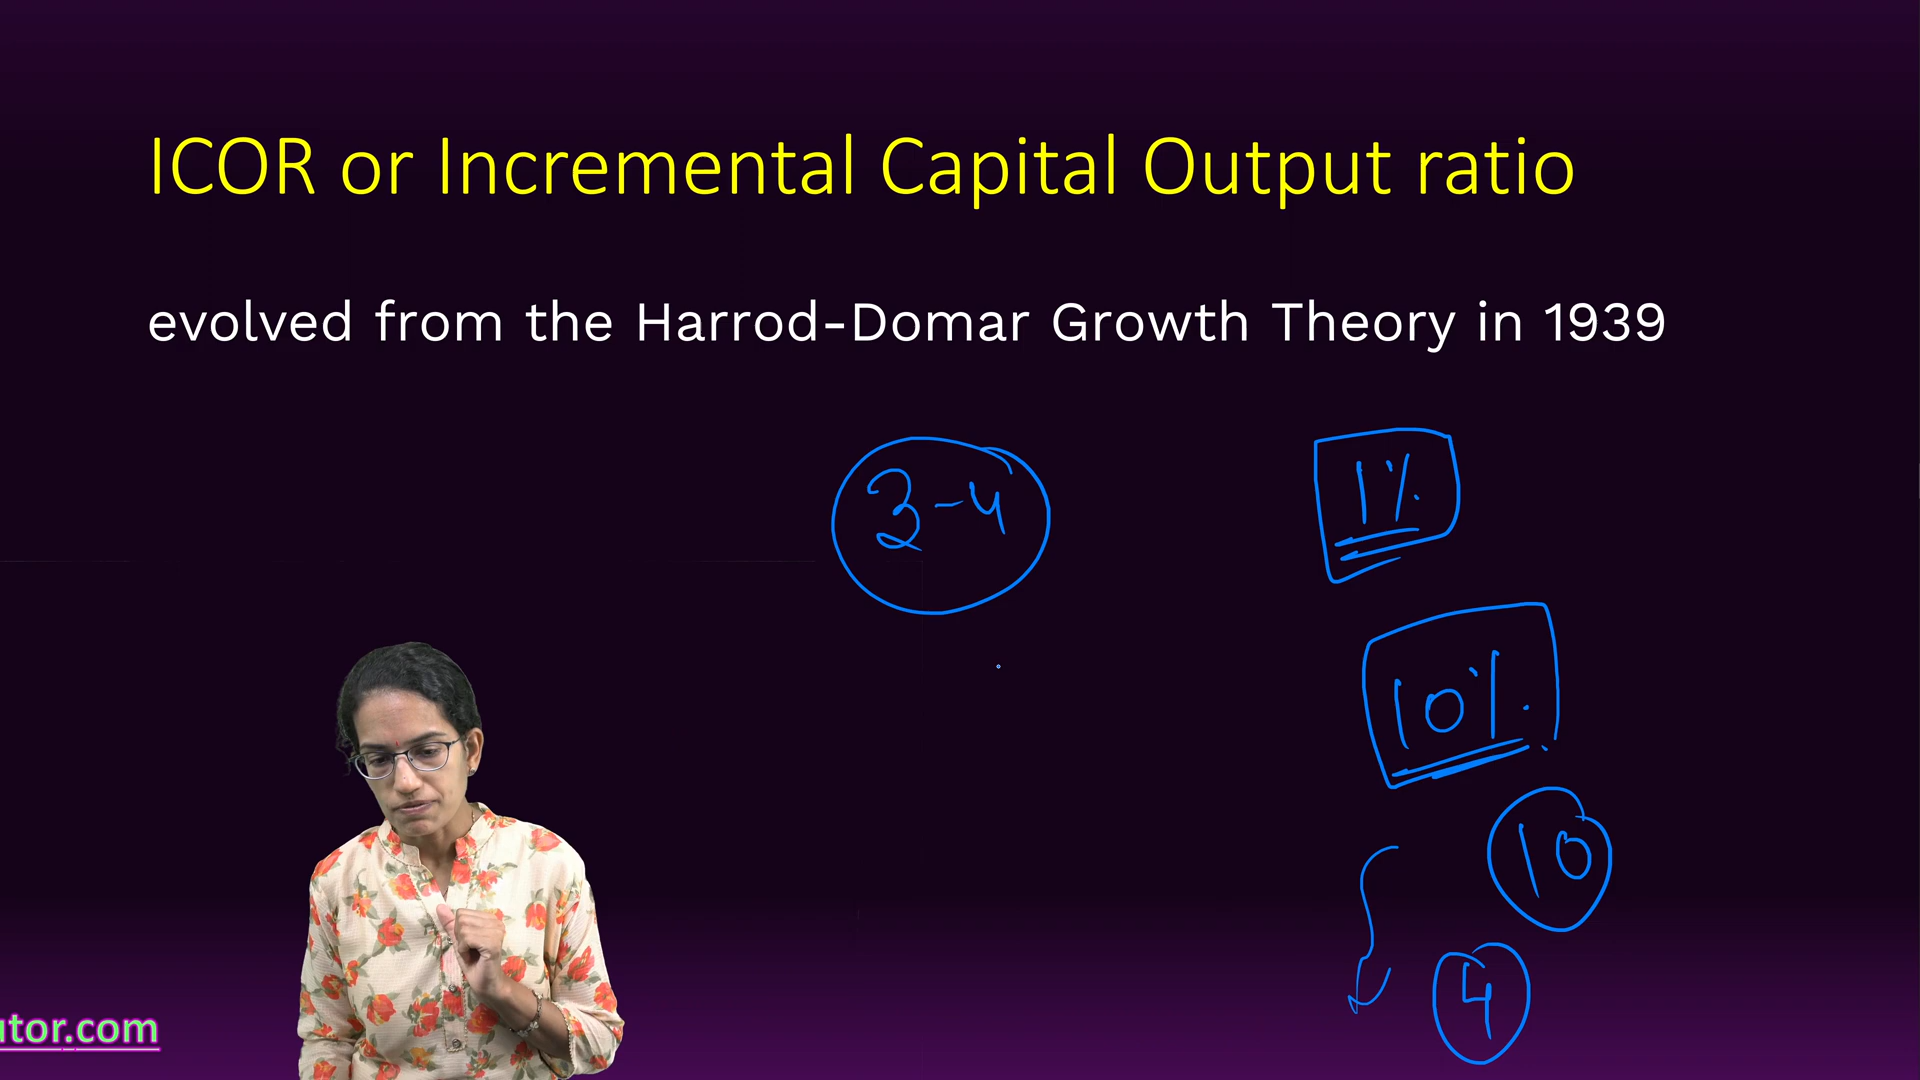 ICOR or Incremental Capital Output ratio
evolved from the Harrod-Domar Growth Theory in 1939
3-4
1%
10%
10
4
utor.com